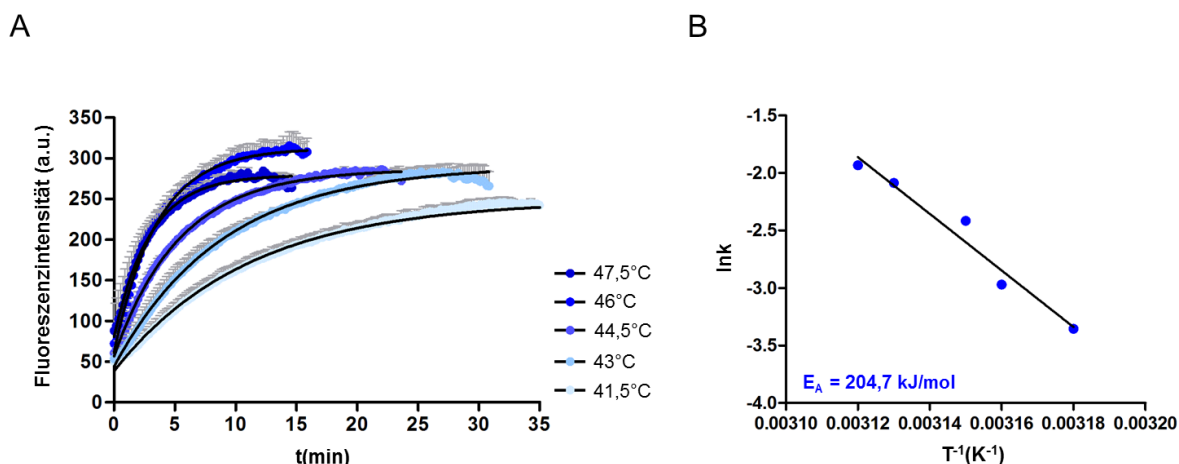 A
B
Fluoreszenzintensität (a.u.)
350
300
250
200
150
100
50
0
0 5 10 15 20 25 30 35
t(min)
47,5°C
46°C
44,5°C
43°C
41,5°C
lnk
-1.5
-2.0
-2.5
-3.0
-3.5
-4.0
E_A = 204,7 kJ/mol
0.00310 0.00312 0.00314 0.00316 0.00318 0.00320
T⁻¹(K⁻¹)